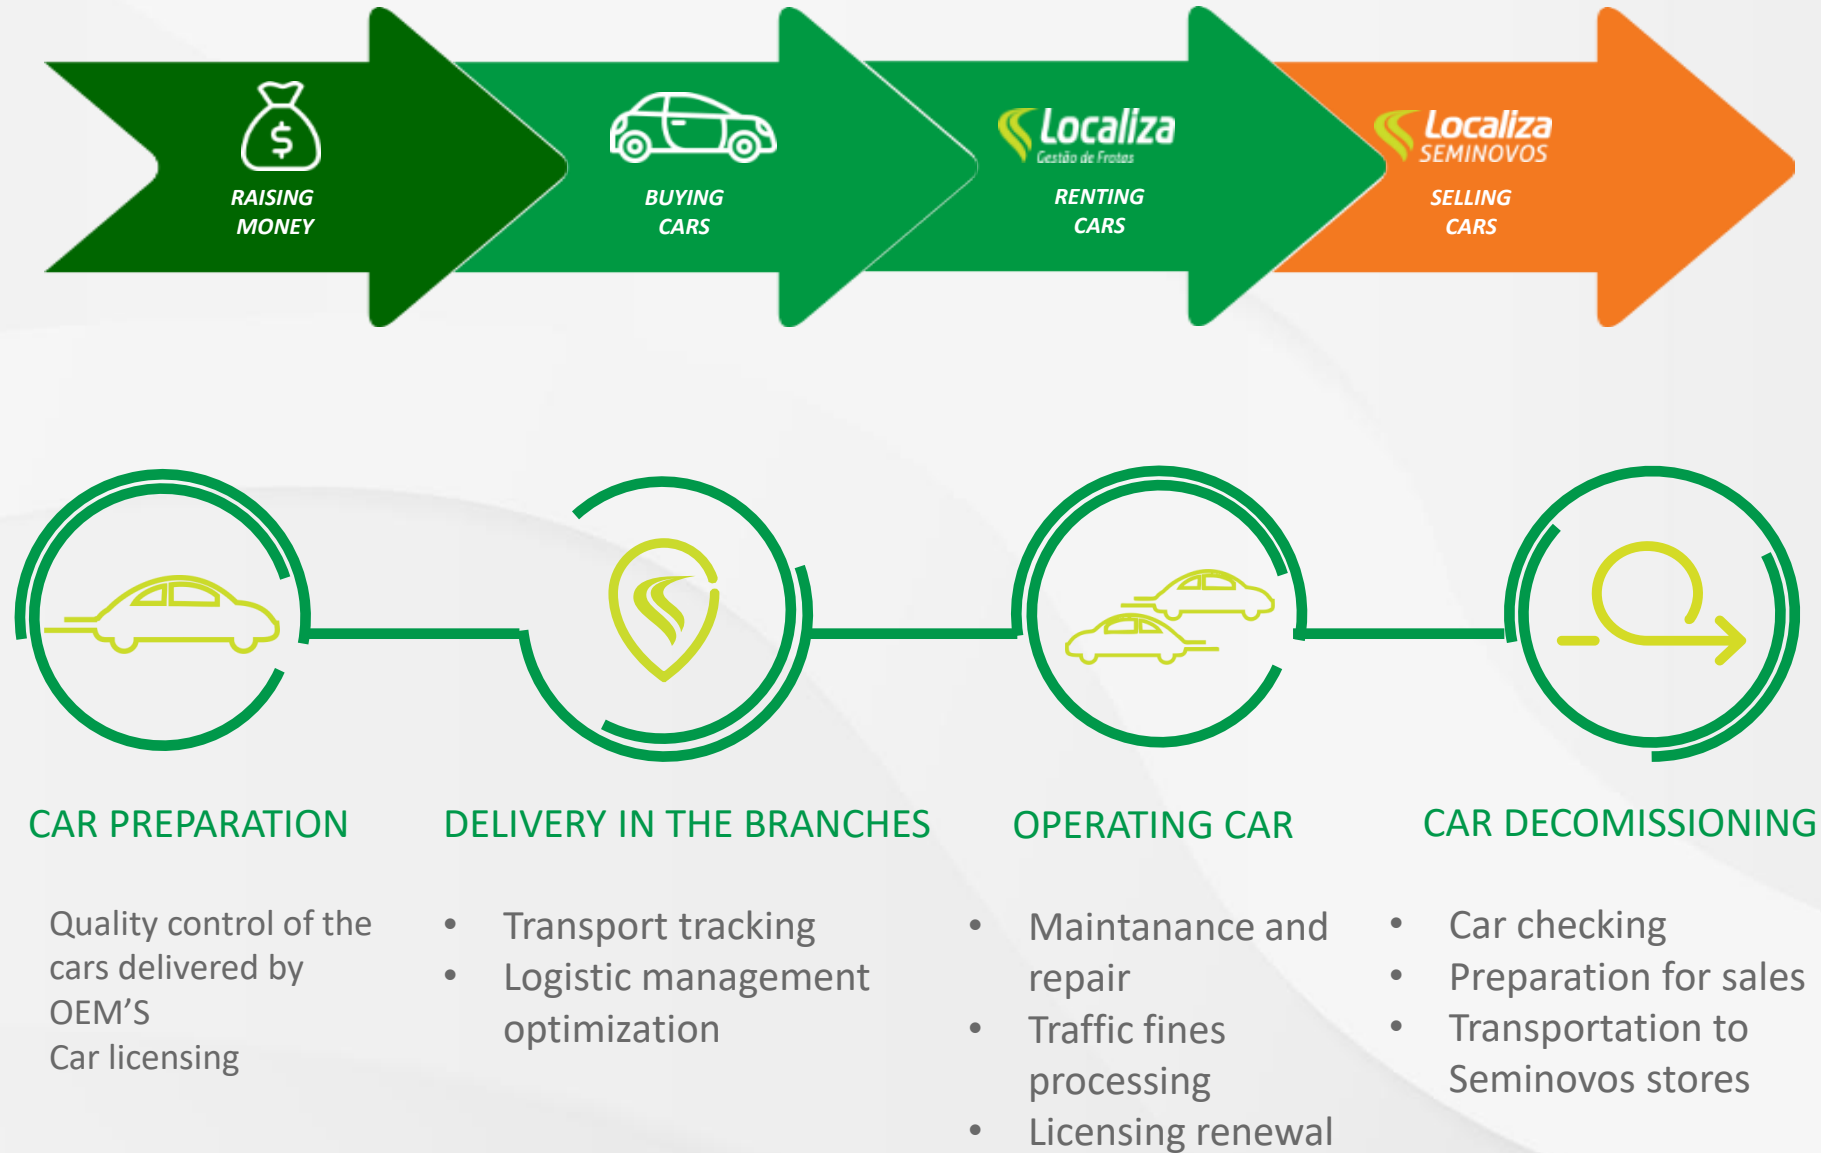 $
RAISING
MONEY
BUYING
CARS
Localiza
Gestão de Frotas
RENTING
CARS
Localiza
SEMINOVOS
SELLING
CARS
CAR PREPARATION
Quality control of the
cars delivered by
OEM’S
Car licensing
DELIVERY IN THE BRANCHES
• Transport tracking
• Logistic management
optimization
OPERATING CAR
• Maintanance and
repair
• Traffic fines
processing
• Licensing renewal
CAR DECOMISSIONING
• Car checking
• Preparation for sales
• Transportation to
Seminovos stores